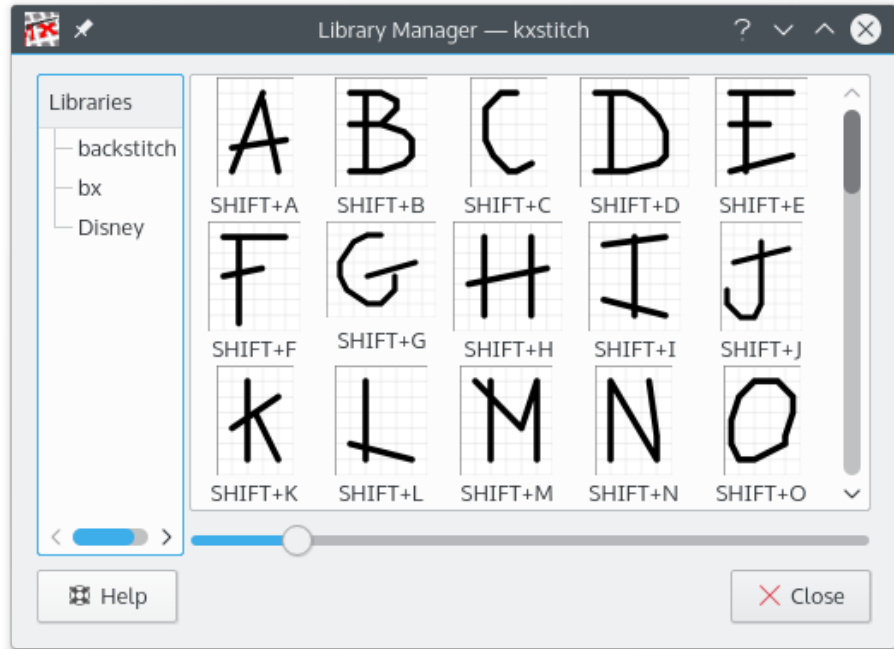 Library Manager — kxstitch
Libraries
backstitch
bx
Disney
A B C D E
SHIFT+A SHIFT+B SHIFT+C SHIFT+D SHIFT+E
F G H I J
SHIFT+F SHIFT+G SHIFT+H SHIFT+I SHIFT+J
K L M N O
SHIFT+K SHIFT+L SHIFT+M SHIFT+N SHIFT+O
Help
Close